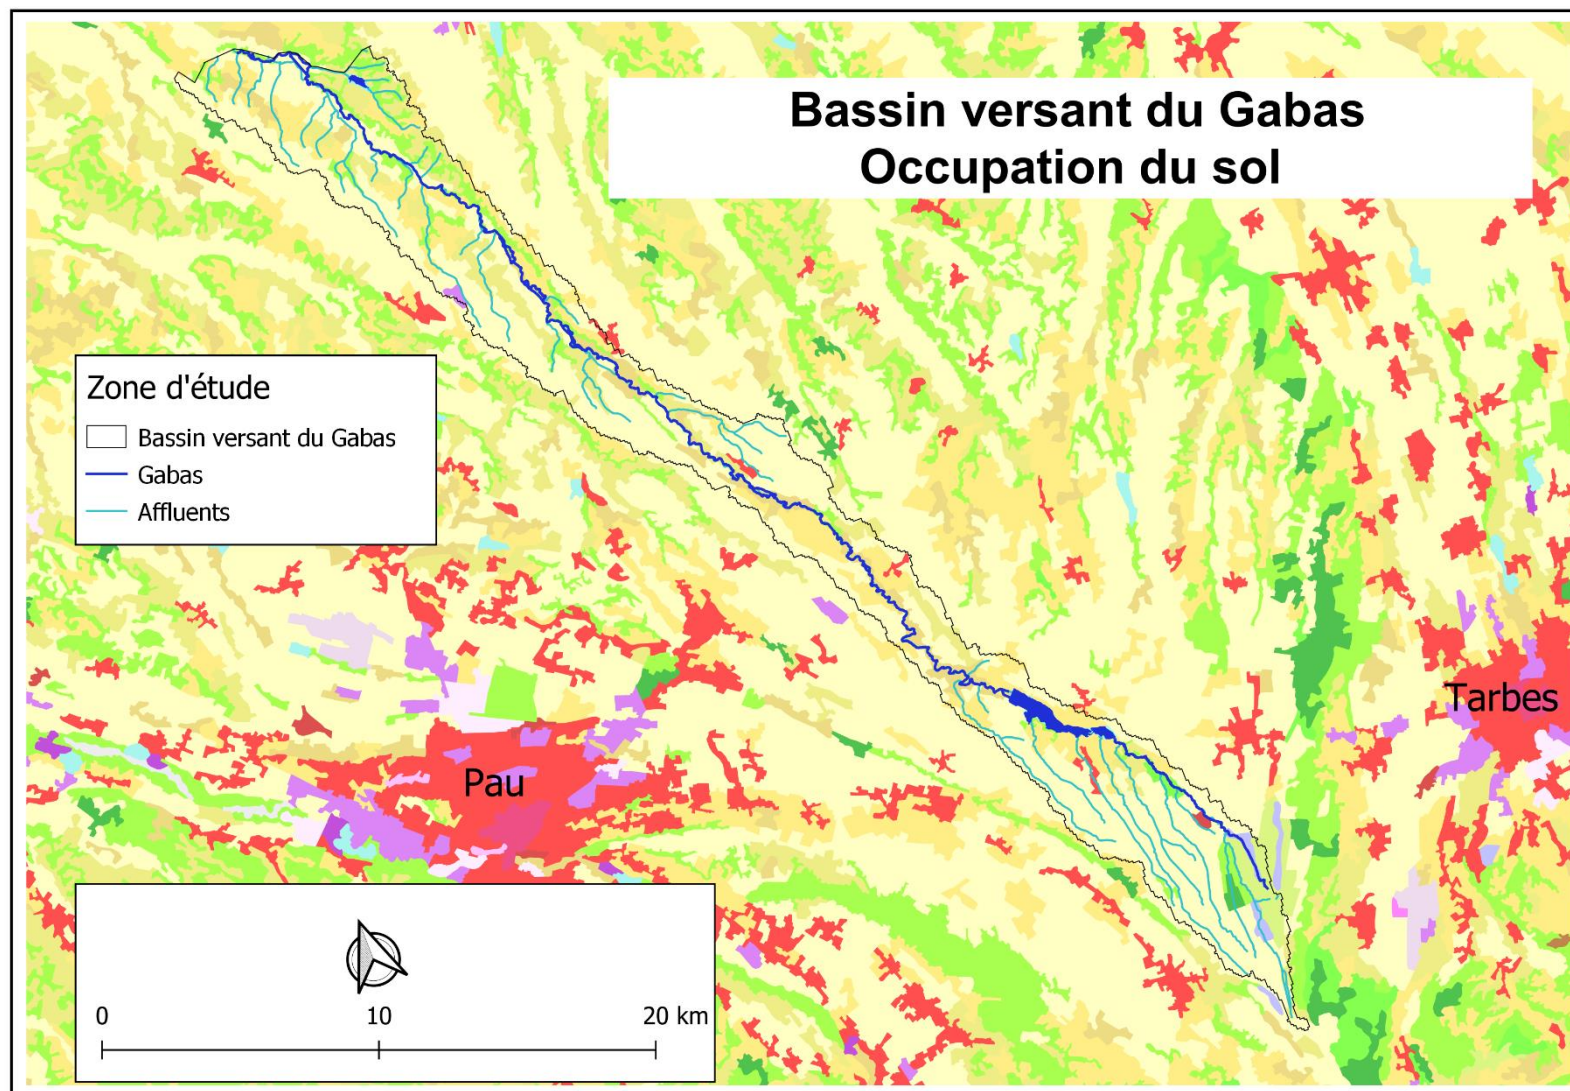 Bassin versant du Gabas
Occupation du sol
Zone d'étude
Bassin versant du Gabas
Gabas
Affluents
Tarbes
Pau
0 10 20 km